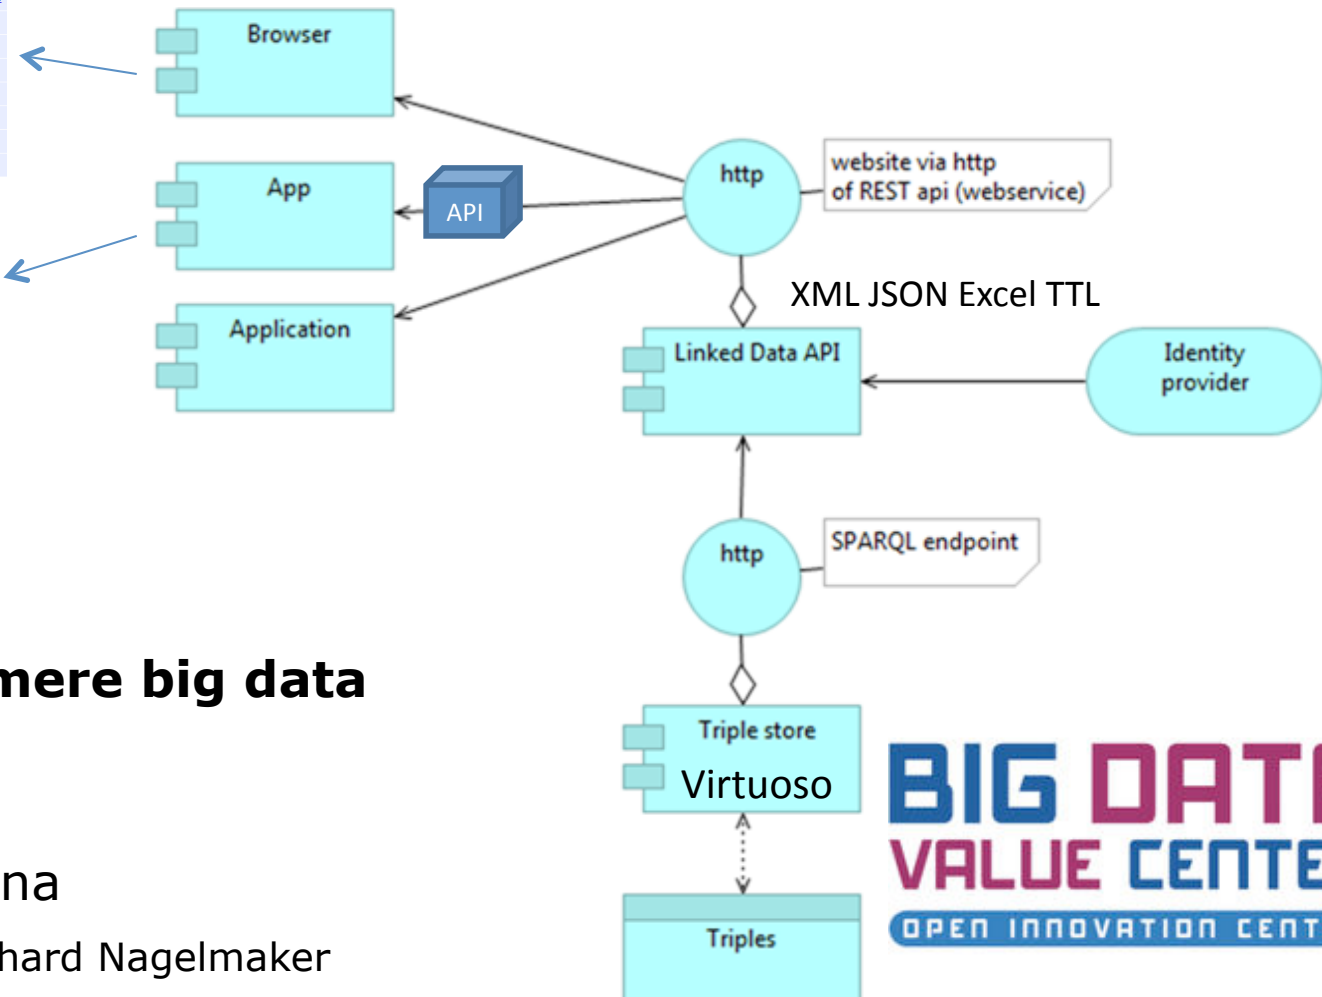 Browser
App
API
Application
http
website via http
of REST api (webservice)
XML JSON Excel TTL
Linked Data API
Identity
provider
http
SPARQL endpoint
mere big data
Triple store
Virtuoso
BIG DATA
VALUE CENTE
OPEN INNOVATION CENT
na
hard Nagelmaker
Triples